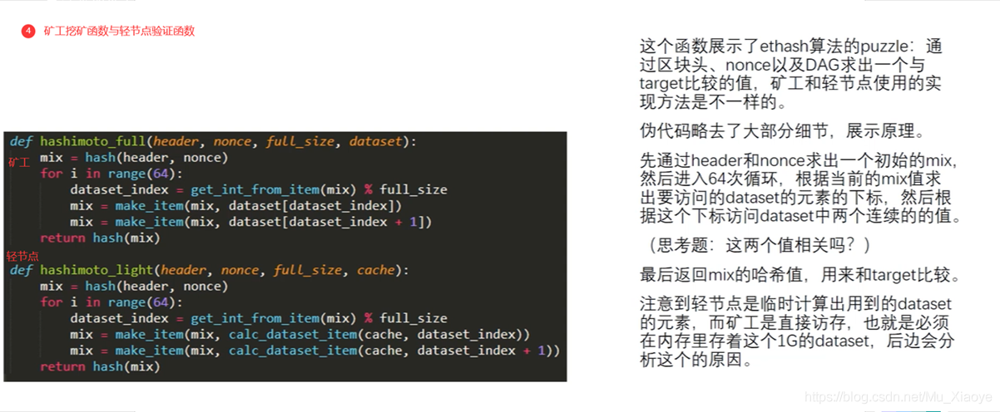 4 矿工挖矿函数与轻节点验证函数
def hashimoto_full(header, nonce, full_size, dataset):
矿工
    mix = hash(header, nonce)
    for i in range(64):
        dataset_index = get_int_from_item(mix) % full_size
        mix = make_item(mix, dataset[dataset_index])
        mix = make_item(mix, dataset[dataset_index + 1])
    return hash(mix)
轻节点
def hashimoto_light(header, nonce, full_size, cache):
    mix = hash(header, nonce)
    for i in range(64):
        dataset_index = get_int_from_item(mix) % full_size
        mix = make_item(mix, calc_dataset_item(cache, dataset_index))
        mix = make_item(mix, calc_dataset_item(cache, dataset_index + 1))
    return hash(mix)
这个函数展示了ethash算法的puzzle：通
过区块头、nonce以及DAG求出一个与
target比较的值，矿工和轻节点使用的实
现方法是不一样的。
伪代码略去了大部分细节，展示原理。
先通过header和nonce求出一个初始的mix,
然后进入64次循环，根据当前的mix值求
出要访问的dataset的元素的下标，然后根
据这个下标访问dataset中两个连续的的值。
（思考题：这两个值相关吗？）
最后返回mix的哈希值，用来和target比较。
注意到轻节点是临时计算出用到的dataset
的元素，而矿工是直接访存，也就是必须
在内存里存着这个1G的dataset，后边会分
析这个的原因。
https://blog.csdn.net/Mu_Xiaoye